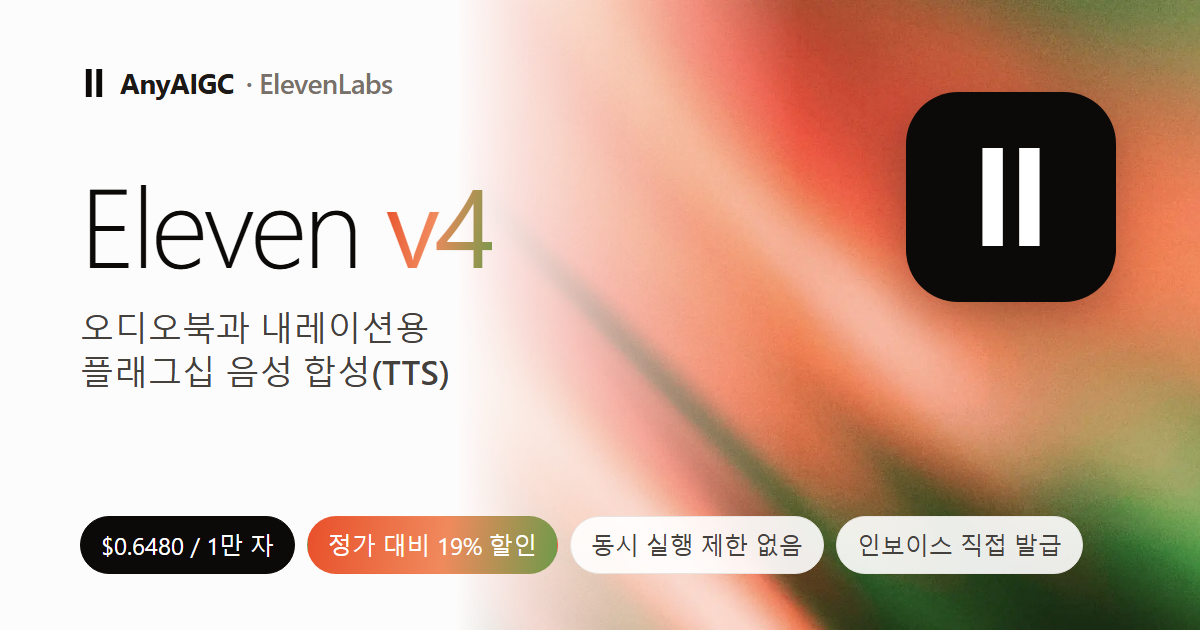 AnyAIGC · ElevenLabs
Eleven v4
오디오북과 내레이션용
플래그십 음성 합성(TTS)
$0.6480 / 1만 자
정가 대비 19% 할인
동시 실행 제한 없음
인보이스 직접 발급